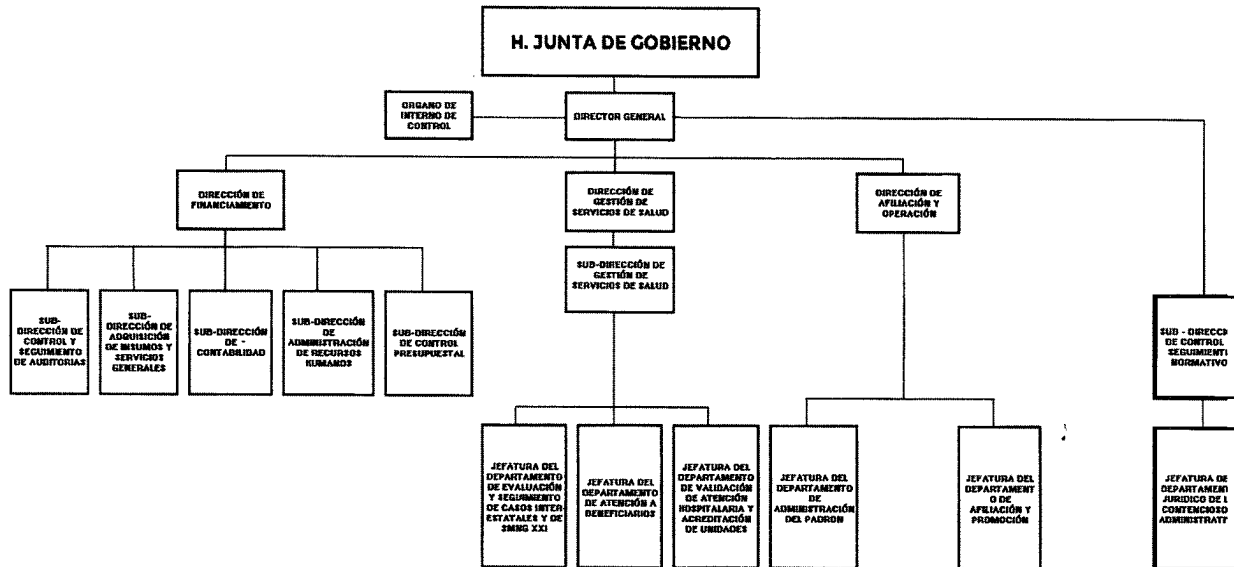 H. JUNTA DE GOBIERNO
ORGANO DE
INTERNO DE
CONTROL
DIRECTOR GENERAL
DIRECCIÓN DE
FINANCIAMIENTO
DIRECCIÓN DE
GESTIÓN DE
SERVICIOS DE SALUD
DIRECCIÓN DE
AFILIACIÓN Y
OPERACIÓN
SUB-DIRECCIÓN DE
GESTIÓN DE
SERVICIOS DE SALUD
SUB-
DIRECCIÓN DE
CONTROL Y
SEGUIMIENTO
DE AUDITORIAS
SUB-
DIRECCIÓN DE
ADQUISICIÓN
DE INSUMOS Y
SERVICIOS
GENERALES
SUB-DIRECCIÓN
DE -
CONTABILIDAD
SUB-DIRECCIÓN
DE
ADMINISTRACIÓN
DE RECURSOS
HUMANOS
SUB-DIRECCIÓN
DE CONTROL
PRESUPUESTAL
SUB - DIRECCI
DE CONTROL
SEGUIMIENT
NORMATIVO
JEFATURA DEL
DEPARTAMENTO
DE EVALUACIÓN
Y SEGUIMIENTO
DE CASOS INTER-
ESTATALES Y DE
SMNG XXI
JEFATURA DEL
DEPARTAMENTO
DE ATENCIÓN A
BENEFICIARIOS
JEFATURA DEL
DEPARTAMENTO
DE VALIDACIÓN
DE ATENCIÓN
HOSPITALARIA Y
ACREDITACIÓN
DE UNIDADES
JEFATURA DEL
DEPARTAMENTO
DE
ADMINISTRACIÓN
DEL PADRON
JEFATURA DEL
DEPARTAMENT
O DE
AFILIACIÓN Y
PROMOCIÓN
JEFATURA DE
DEPARTAMEN
JURIDICO DE L
CONTENCIOSO
ADMINISTRAT